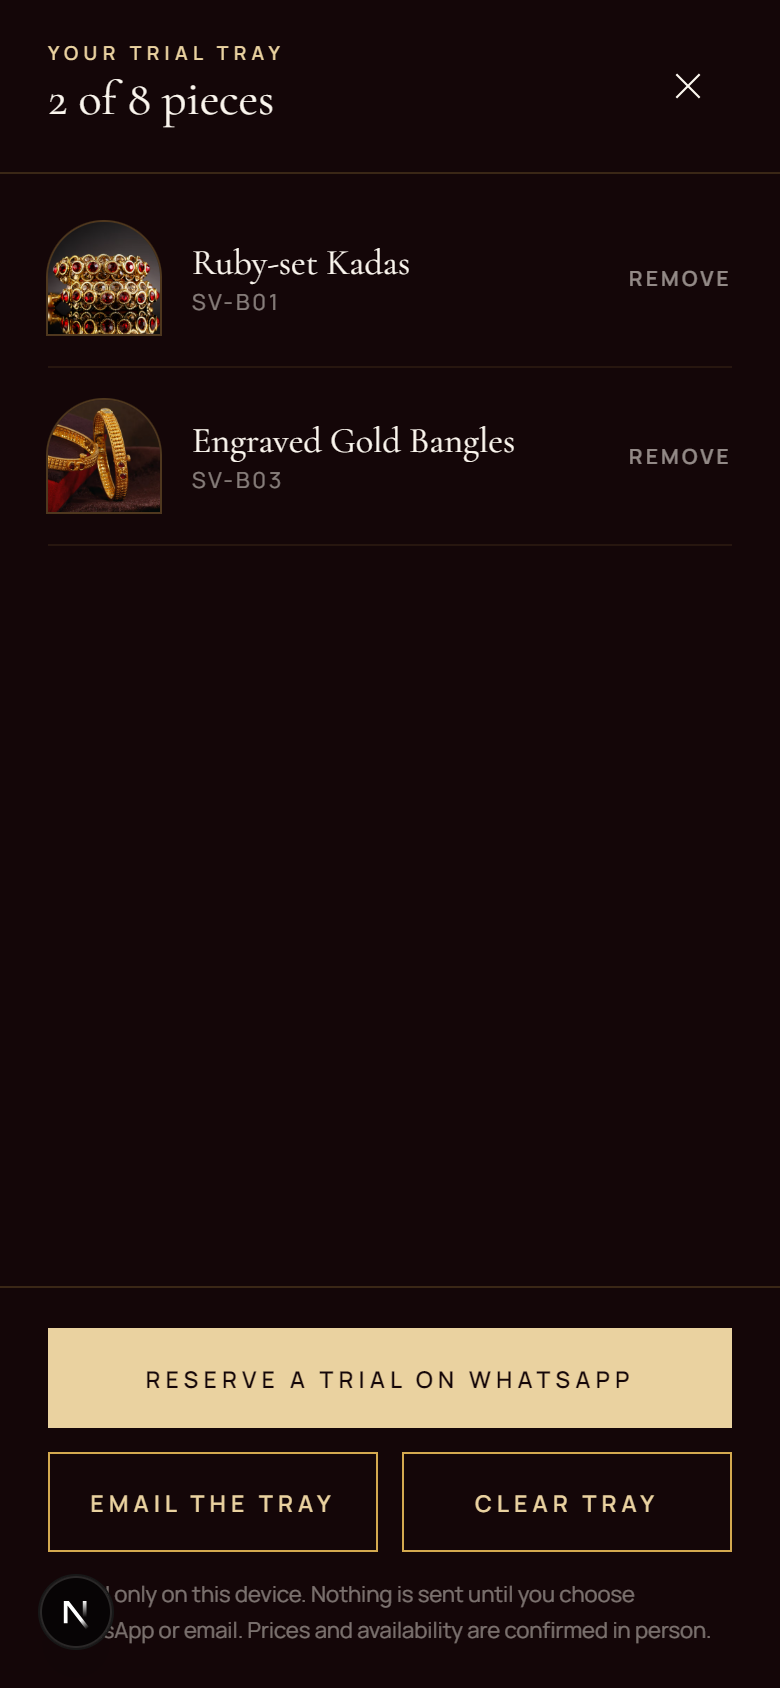 YOUR TRIAL TRAY
2 of 8 pieces
Ruby-set Kadas
SV-B01
REMOVE
Engraved Gold Bangles
SV-B03
REMOVE
RESERVE A TRIAL ON WHATSAPP
EMAIL THE TRAY
CLEAR TRAY
only on this device. Nothing is sent until you choose
sApp or email. Prices and availability are confirmed in person.
N